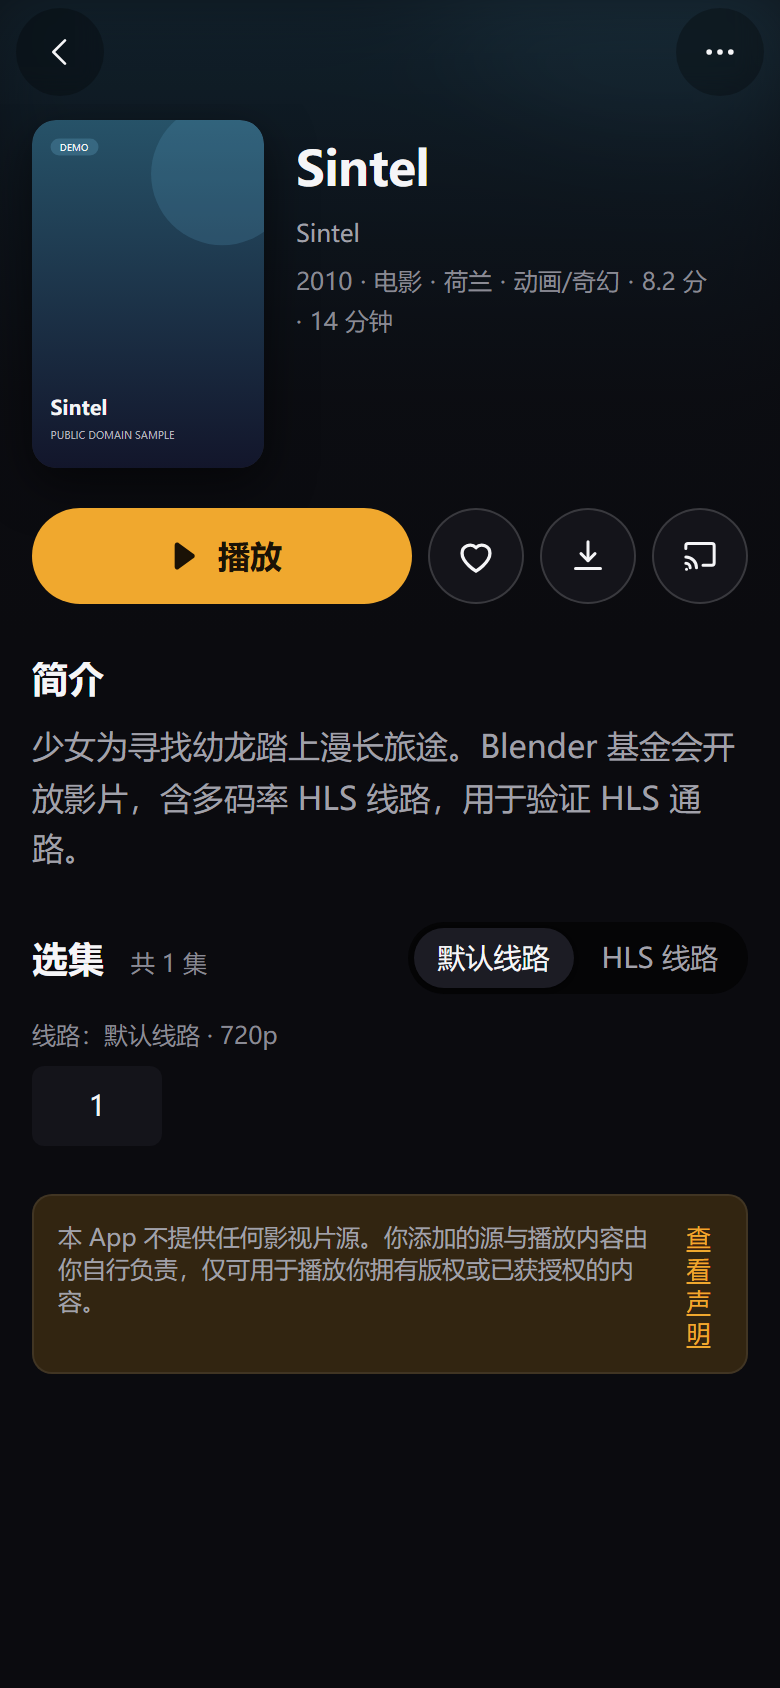 DEMO
Sintel
PUBLIC DOMAIN SAMPLE
Sintel
Sintel
2010 · 电影 · 荷兰 · 动画/奇幻 · 8.2 分
· 14 分钟
播放
简介
少女为寻找幼龙踏上漫长旅途。Blender 基金会开
放影片，含多码率 HLS 线路，用于验证 HLS 通
路。
选集 共 1 集
默认线路 HLS 线路
线路：默认线路 · 720p
1
本 App 不提供任何影视片源。你添加的源与播放内容由
你自行负责，仅可用于播放你拥有版权或已获授权的内
容。
查
看
声
明